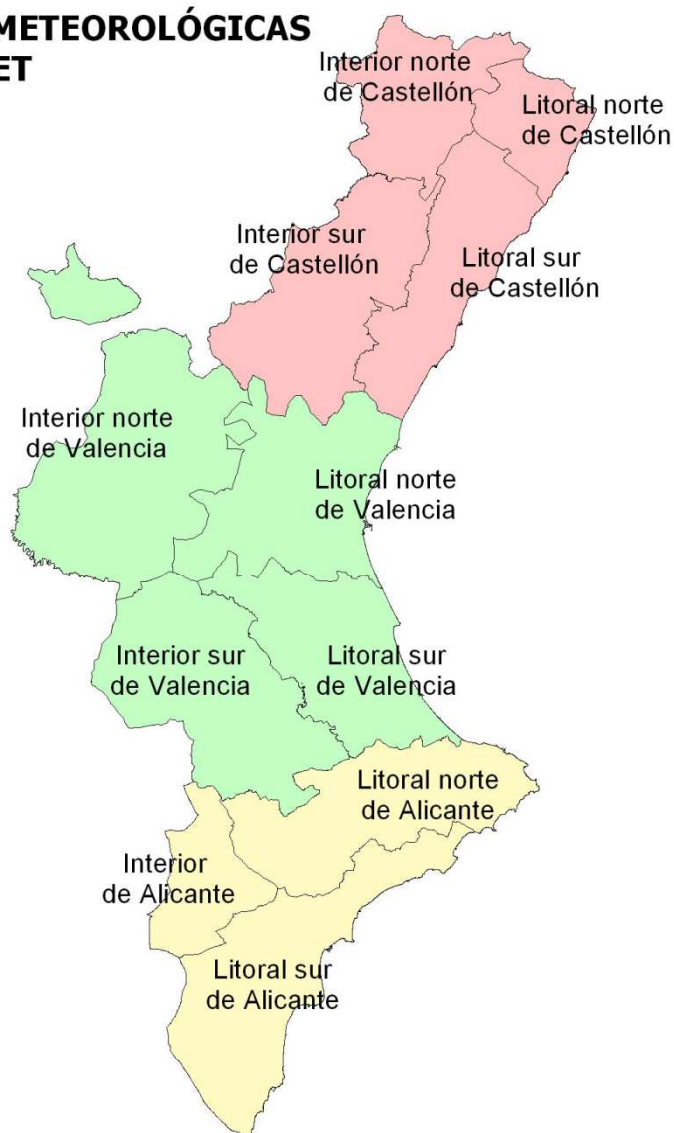 METEOROLÓGICAS
ET
Interior norte
de Castellón
Litoral norte
de Castellón
Interior sur
de Castellón
Litoral sur
de Castellón
Interior norte
de Valencia
Litoral norte
de Valencia
Interior sur
de Valencia
Litoral sur
de Valencia
Litoral norte
de Alicante
Interior
de Alicante
Litoral sur
de Alicante